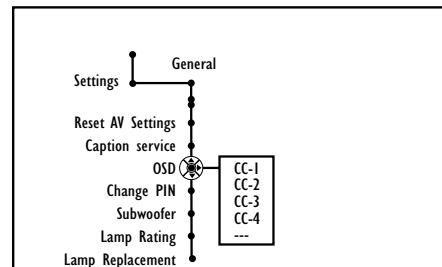 General
Settings
Reset AV Settings
Caption service
OSD
CC-1
CC-2
CC-3
CC-4
---
Change PIN
Subwoofer
Lamp Rating
Lamp Replacement